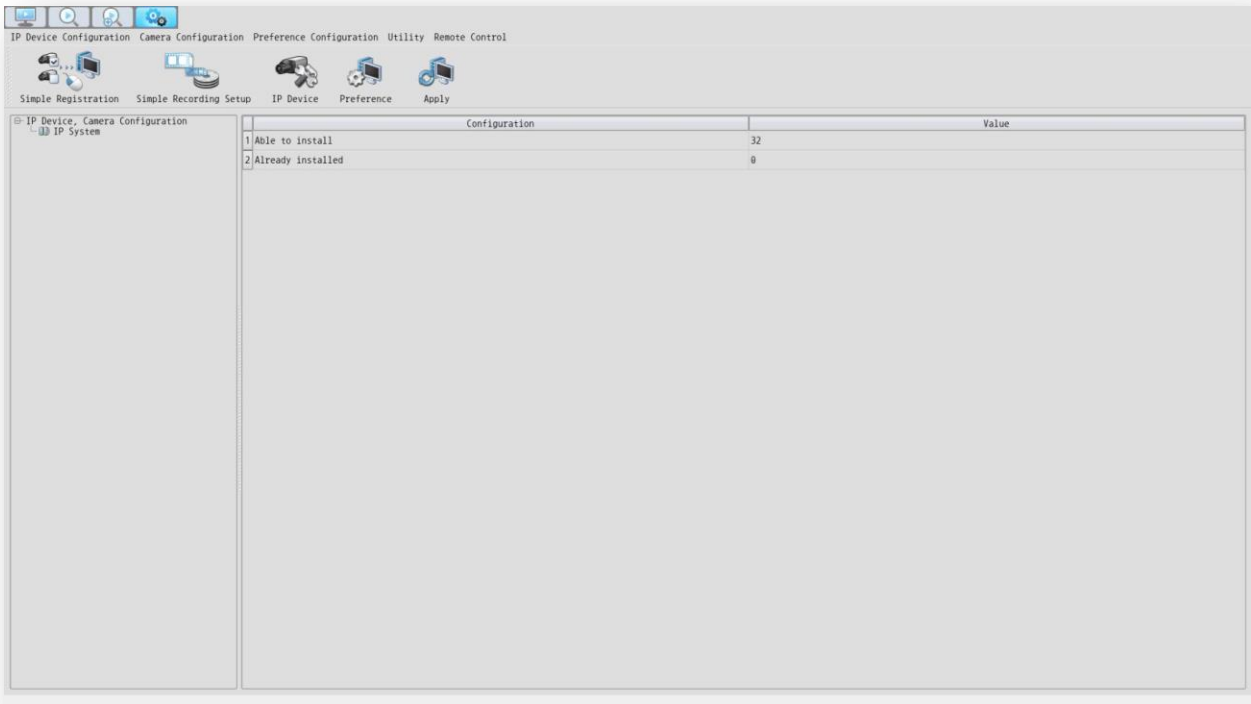 IP Device Configuration Camera Configuration Preference Configuration Utility Remote Control
Simple Registration Simple Recording Setup IP Device Preference Apply
IP Device, Camera Configuration
IP System
Configuration Value
1 Able to install 32
2 Already installed 0